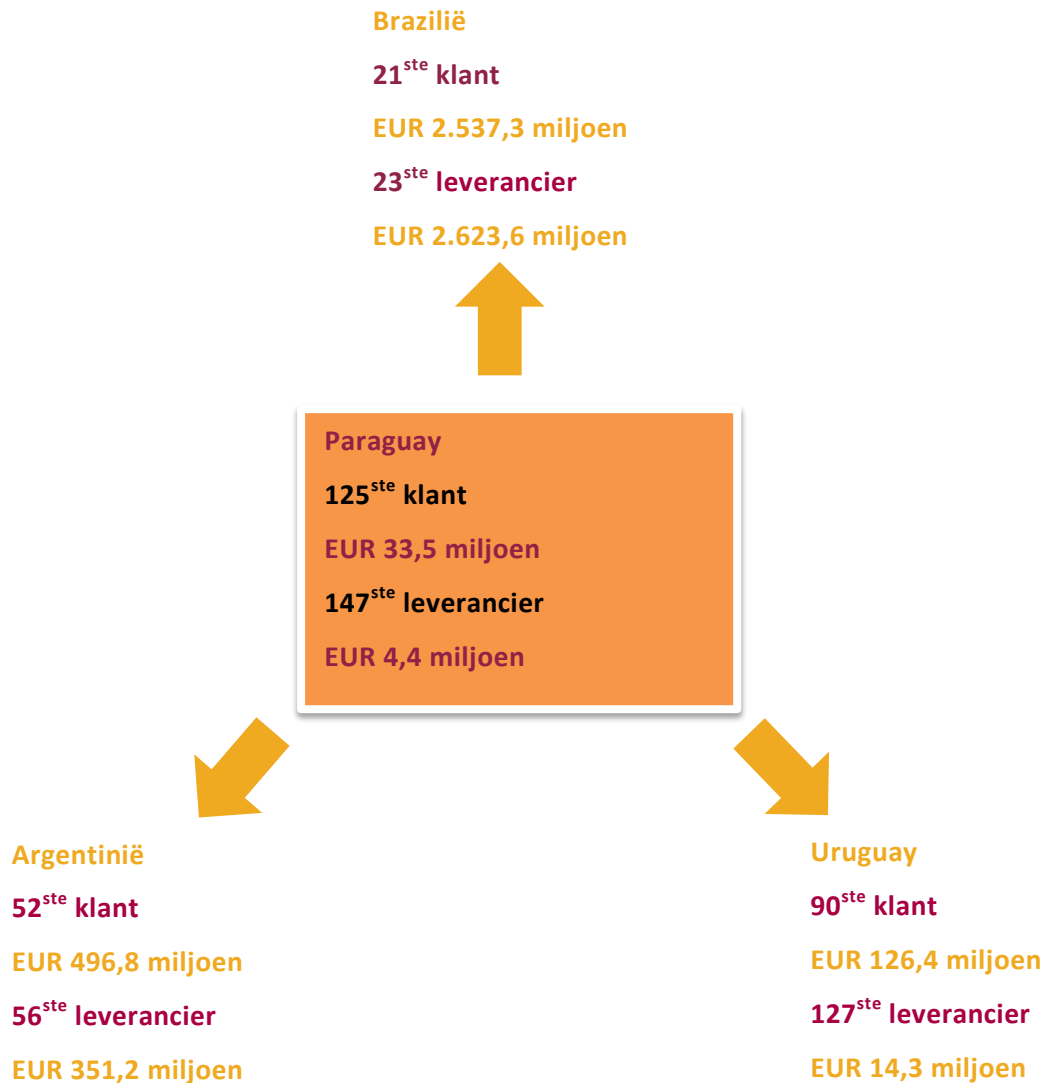 Brazilië
21ste klant
EUR 2.537,3 miljoen
23ste leverancier
EUR 2.623,6 miljoen
Paraguay
125ste klant
EUR 33,5 miljoen
147ste leverancier
EUR 4,4 miljoen
Argentinië
52ste klant
EUR 496,8 miljoen
56ste leverancier
EUR 351,2 miljoen
Uruguay
90ste klant
EUR 126,4 miljoen
127ste leverancier
EUR 14,3 miljoen